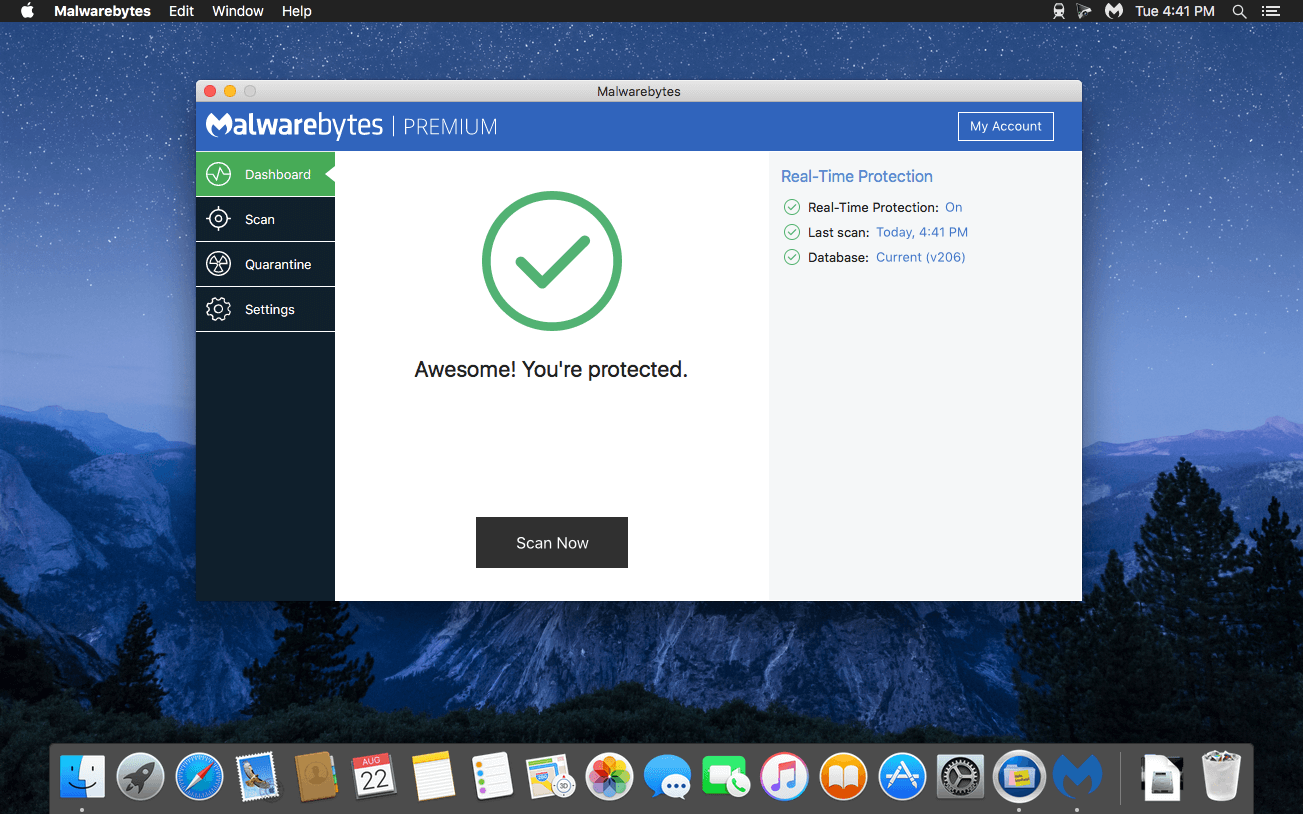 Malwarebytes Edit Window Help Tue 4:41 PM
Malwarebytes
Malwarebytes | PREMIUM
My Account
Dashboard
Scan
Quarantine
Settings
Awesome! You're protected.
Scan Now
Real-Time Protection
Real-Time Protection: On
Last scan: Today, 4:41 PM
Database: Current (v206)
AUG
22
3D